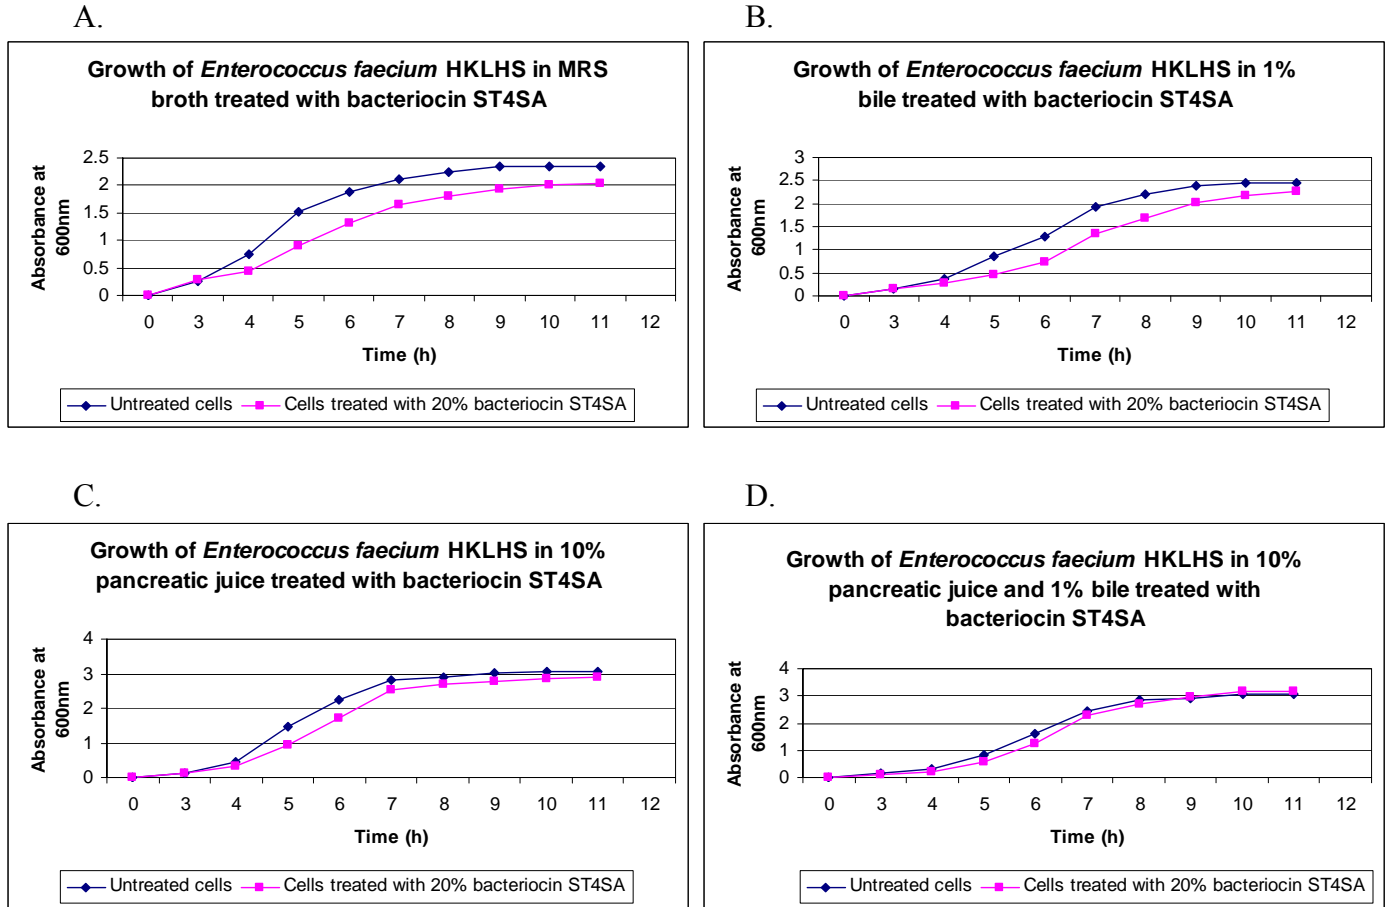 A.
Growth of Enterococcus faecium HKLHS in MRS
broth treated with bacteriocin ST4SA
Absorbance at
600nm
2.5
2
1.5
1
0.5
0
0 3 4 5 6 7 8 9 10 11 12
Time (h)
Untreated cells Cells treated with 20% bacteriocin ST4SA
B.
Growth of Enterococcus faecium HKLHS in 1%
bile treated with bacteriocin ST4SA
Absorbance at
600nm
3
2.5
2
1.5
1
0.5
0
0 3 4 5 6 7 8 9 10 11 12
Time (h)
Untreated cells Cells treated with 20% bacteriocin ST4SA
C.
Growth of Enterococcus faecium HKLHS in 10%
pancreatic juice treated with bacteriocin ST4SA
Absorbance at
600nm
4
3
2
1
0
0 3 4 5 6 7 8 9 10 11 12
Time (h)
Untreated cells Cells treated with 20% bacteriocin ST4SA
D.
Growth of Enterococcus faecium HKLHS in 10%
pancreatic juice and 1% bile treated with
bacteriocin ST4SA
Absorbance at
600nm
4
3
2
1
0
0 3 4 5 6 7 8 9 10 11 12
Time (h)
Untreated cells Cells treated with 20% bacteriocin ST4SA